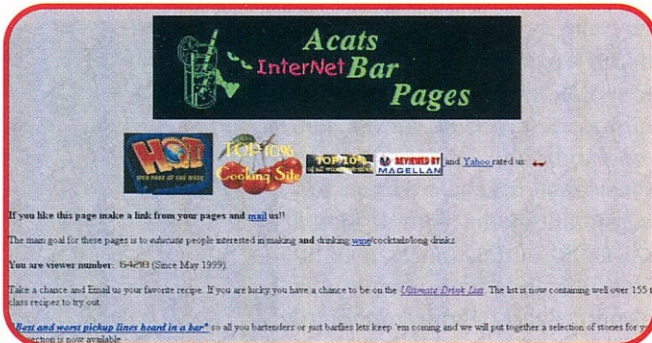 Acats
InterNet Bar
Pages
HOT
WEB PAGE OF THE WEEK
TOP 10%
Cooking Site
TOP 10%
REVIEWED BY
MAGELLAN
and Yahoo rated us:
If you like this page make a link from your pages and mail us!!
The main goal for these pages is to educate people interested in making and drinking wine/cocktails/long drinks
You are viewer number: 64218 (Since May 1999)
Take a chance and Email us your favorite recipe. If you are lucky you have a chance to be on the Ultimate Drink List. The list is now containing well over 155
class recipes to try out.
"Best and worst pickup lines heard in a bar" so all you bartenders or just barflies lets keep 'em coming and we will put together a selection of stories for
section is now available